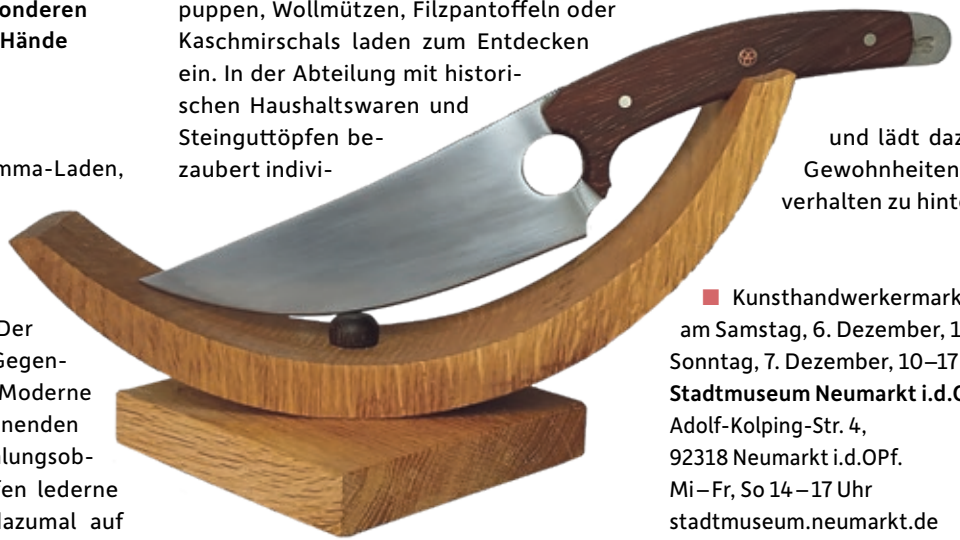 onderen
Hände
mma-Laden,
Der
Gegen-
Moderne
nenden
lungsob-
fen lederne
dazumal auf
puppen, Wollmützen, Filzpantoffeln oder
Kaschmirschals laden zum Entdecken
ein. In der Abteilung mit histori-
schen Haushaltswaren und
Steinguttöpfen be-
zaubert indivi-
und lädt daz
Gewohnheiten
verhalten zu hinte
Kunsthandwerkermark
am Samstag, 6. Dezember, 1
Sonntag, 7. Dezember, 10–17
Stadtmuseum Neumarkt i.d.O
Adolf-Kolping-Str. 4,
92318 Neumarkt i.d.OPf.
Mi–Fr, So 14–17 Uhr
stadtmuseum.neumarkt.de